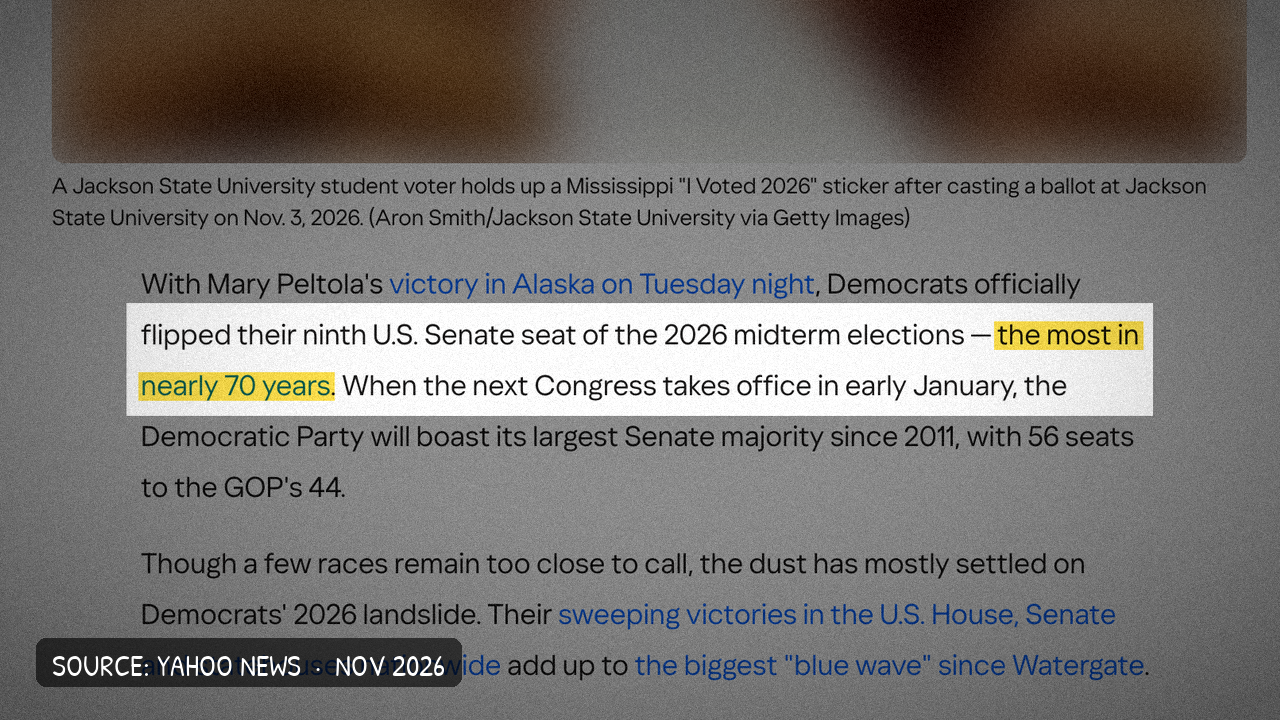 A Jackson State University student voter holds up a Mississippi "I Voted 2026" sticker after casting a ballot at Jackson
State University on Nov. 3, 2026. (Aron Smith/Jackson State University via Getty Images)
With Mary Peltola's victory in Alaska on Tuesday night, Democrats officially
flipped their ninth U.S. Senate seat of the 2026 midterm elections — the most in
nearly 70 years. When the next Congress takes office in early January, the
Democratic Party will boast its largest Senate majority since 2011, with 56 seats
to the GOP's 44.
Though a few races remain too close to call, the dust has mostly settled on
Democrats' 2026 landslide. Their sweeping victories in the U.S. House, Senate
add up to the biggest "blue wave" since Watergate.
SOURCE: YAHOO NEWS · NOV 2026